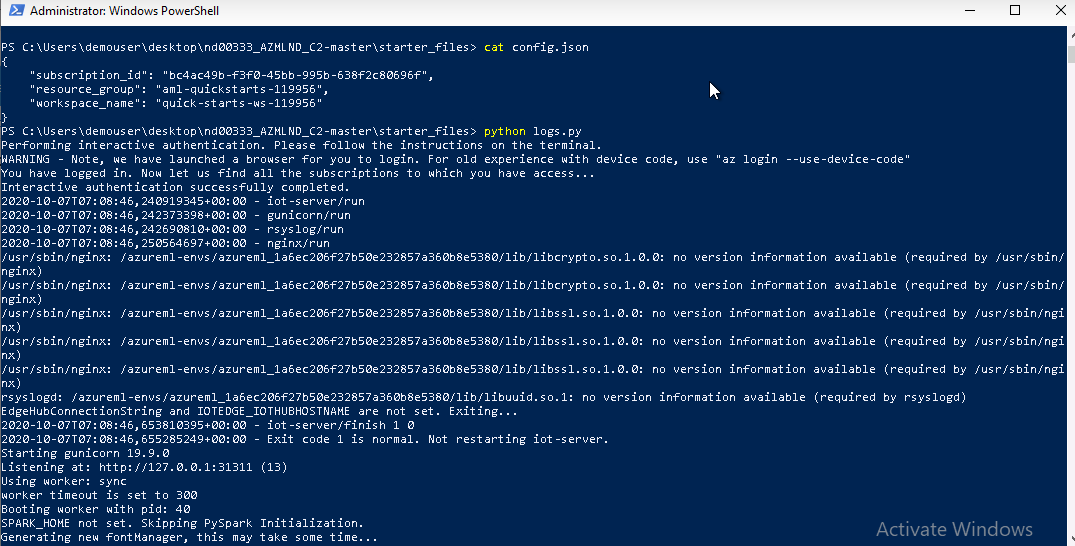 Administrator: Windows PowerShell
PS C:\Users\demouser\desktop\nd00333_AZMLND_C2-master\starter_files> cat config.json
{
    "subscription_id": "bc4ac49b-f3f0-45bb-995b-638f2c80696f",
    "resource_group": "aml-quickstarts-119956",
    "workspace_name": "quick-starts-ws-119956"
}
PS C:\Users\demouser\desktop\nd00333_AZMLND_C2-master\starter_files> python logs.py
Performing interactive authentication. Please follow the instructions on the terminal.
WARNING - Note, we have launched a browser for you to login. For old experience with device code, use "az login --use-device-code"
You have logged in. Now let us find all the subscriptions to which you have access...
Interactive authentication successfully completed.
2020-10-07T07:08:46,240919345+00:00 - iot-server/run
2020-10-07T07:08:46,242373398+00:00 - gunicorn/run
2020-10-07T07:08:46,242690810+00:00 - rsyslog/run
2020-10-07T07:08:46,250564697+00:00 - nginx/run
/usr/sbin/nginx: /azureml-envs/azureml_1a6ec206f27b50e232857a360b8e5380/lib/libcrypto.so.1.0.0: no version information available (required by /usr/sbin/
nginx)
/usr/sbin/nginx: /azureml-envs/azureml_1a6ec206f27b50e232857a360b8e5380/lib/libcrypto.so.1.0.0: no version information available (required by /usr/sbin/
nginx)
/usr/sbin/nginx: /azureml-envs/azureml_1a6ec206f27b50e232857a360b8e5380/lib/libssl.so.1.0.0: no version information available (required by /usr/sbin/ngi
nx)
/usr/sbin/nginx: /azureml-envs/azureml_1a6ec206f27b50e232857a360b8e5380/lib/libssl.so.1.0.0: no version information available (required by /usr/sbin/ngi
nx)
/usr/sbin/nginx: /azureml-envs/azureml_1a6ec206f27b50e232857a360b8e5380/lib/libssl.so.1.0.0: no version information available (required by /usr/sbin/ngi
nx)
rsyslogd: /azureml-envs/azureml_1a6ec206f27b50e232857a360b8e5380/lib/libuuid.so.1: no version information available (required by rsyslogd)
EdgeHubConnectionString and IOTEDGE_IOTHUBHOSTNAME are not set. Exiting...
2020-10-07T07:08:46,653810395+00:00 - iot-server/finish 1 0
2020-10-07T07:08:46,655285249+00:00 - Exit code 1 is normal. Not restarting iot-server.
Starting gunicorn 19.9.0
Listening at: http://127.0.0.1:31311 (13)
Using worker: sync
worker timeout is set to 300
Booting worker with pid: 40
SPARK_HOME not set. Skipping PySpark Initialization.
Generating new fontManager, this may take some time...
Activate Windows